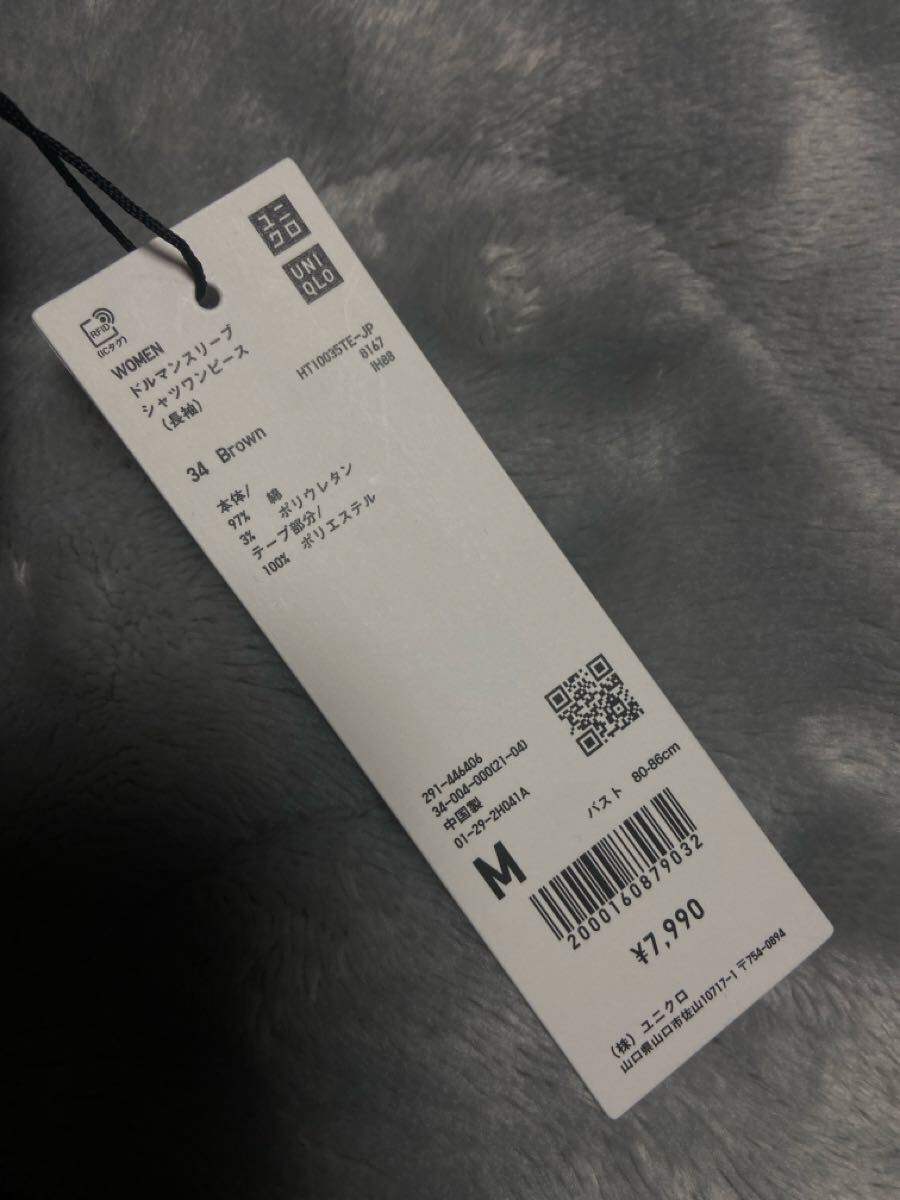 ユニ
クロ
UNI
QLO
RFID
(ICタグ)
WOMEN
ドルマンスリーブ
シャツワンピース
(長袖)
HT10035TE-JP
8167
IH88
34 Brown
本体/
97% 綿
3% ポリウレタン
テープ部分/
100% ポリエステル
291-446406
34-004-000(21-04)
中国製
01-29-2H041A
M
バスト 80-86cm
2000160879032
¥7,990
(株) ユニクロ
山口県山口市佐山10717-1 〒754-0894